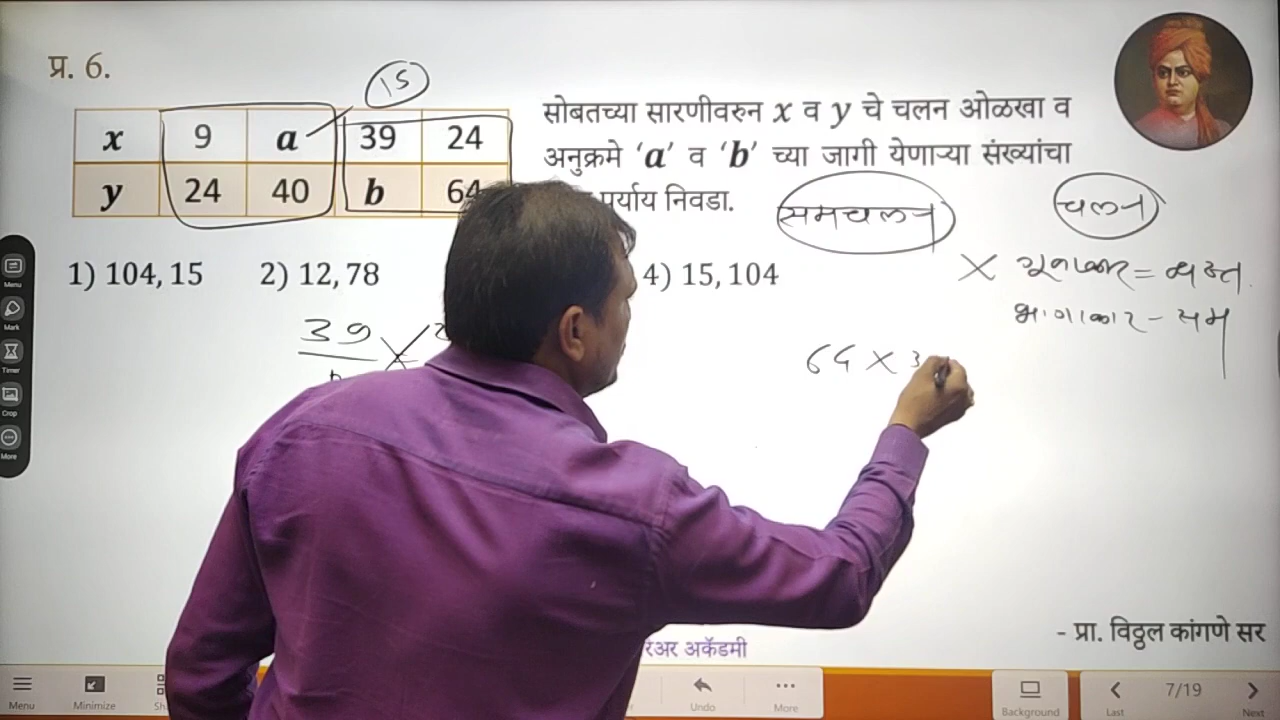 प्र. 6.
15
x 9 a 39 24
y 24 40 b 64
सोबतच्या सारणीवरुन x व y चे चलन ओळखा व
अनुक्रमे ‘a’ व ‘b’ च्या जागी येणाऱ्या संख्यांचा
पर्याय निवडा.
समचलन
चलन
1) 104, 15 2) 12, 78 4) 15, 104
× गुणाकार = व्यस्त
भागाकार - सम
39
64 × 3
- प्रा. विठ्ठल कांगणे सर
रिअर अकॅडमी
Menu
Mark
Timer
Crop
More
Menu Minimize Undo More Background Last 7/19 Next